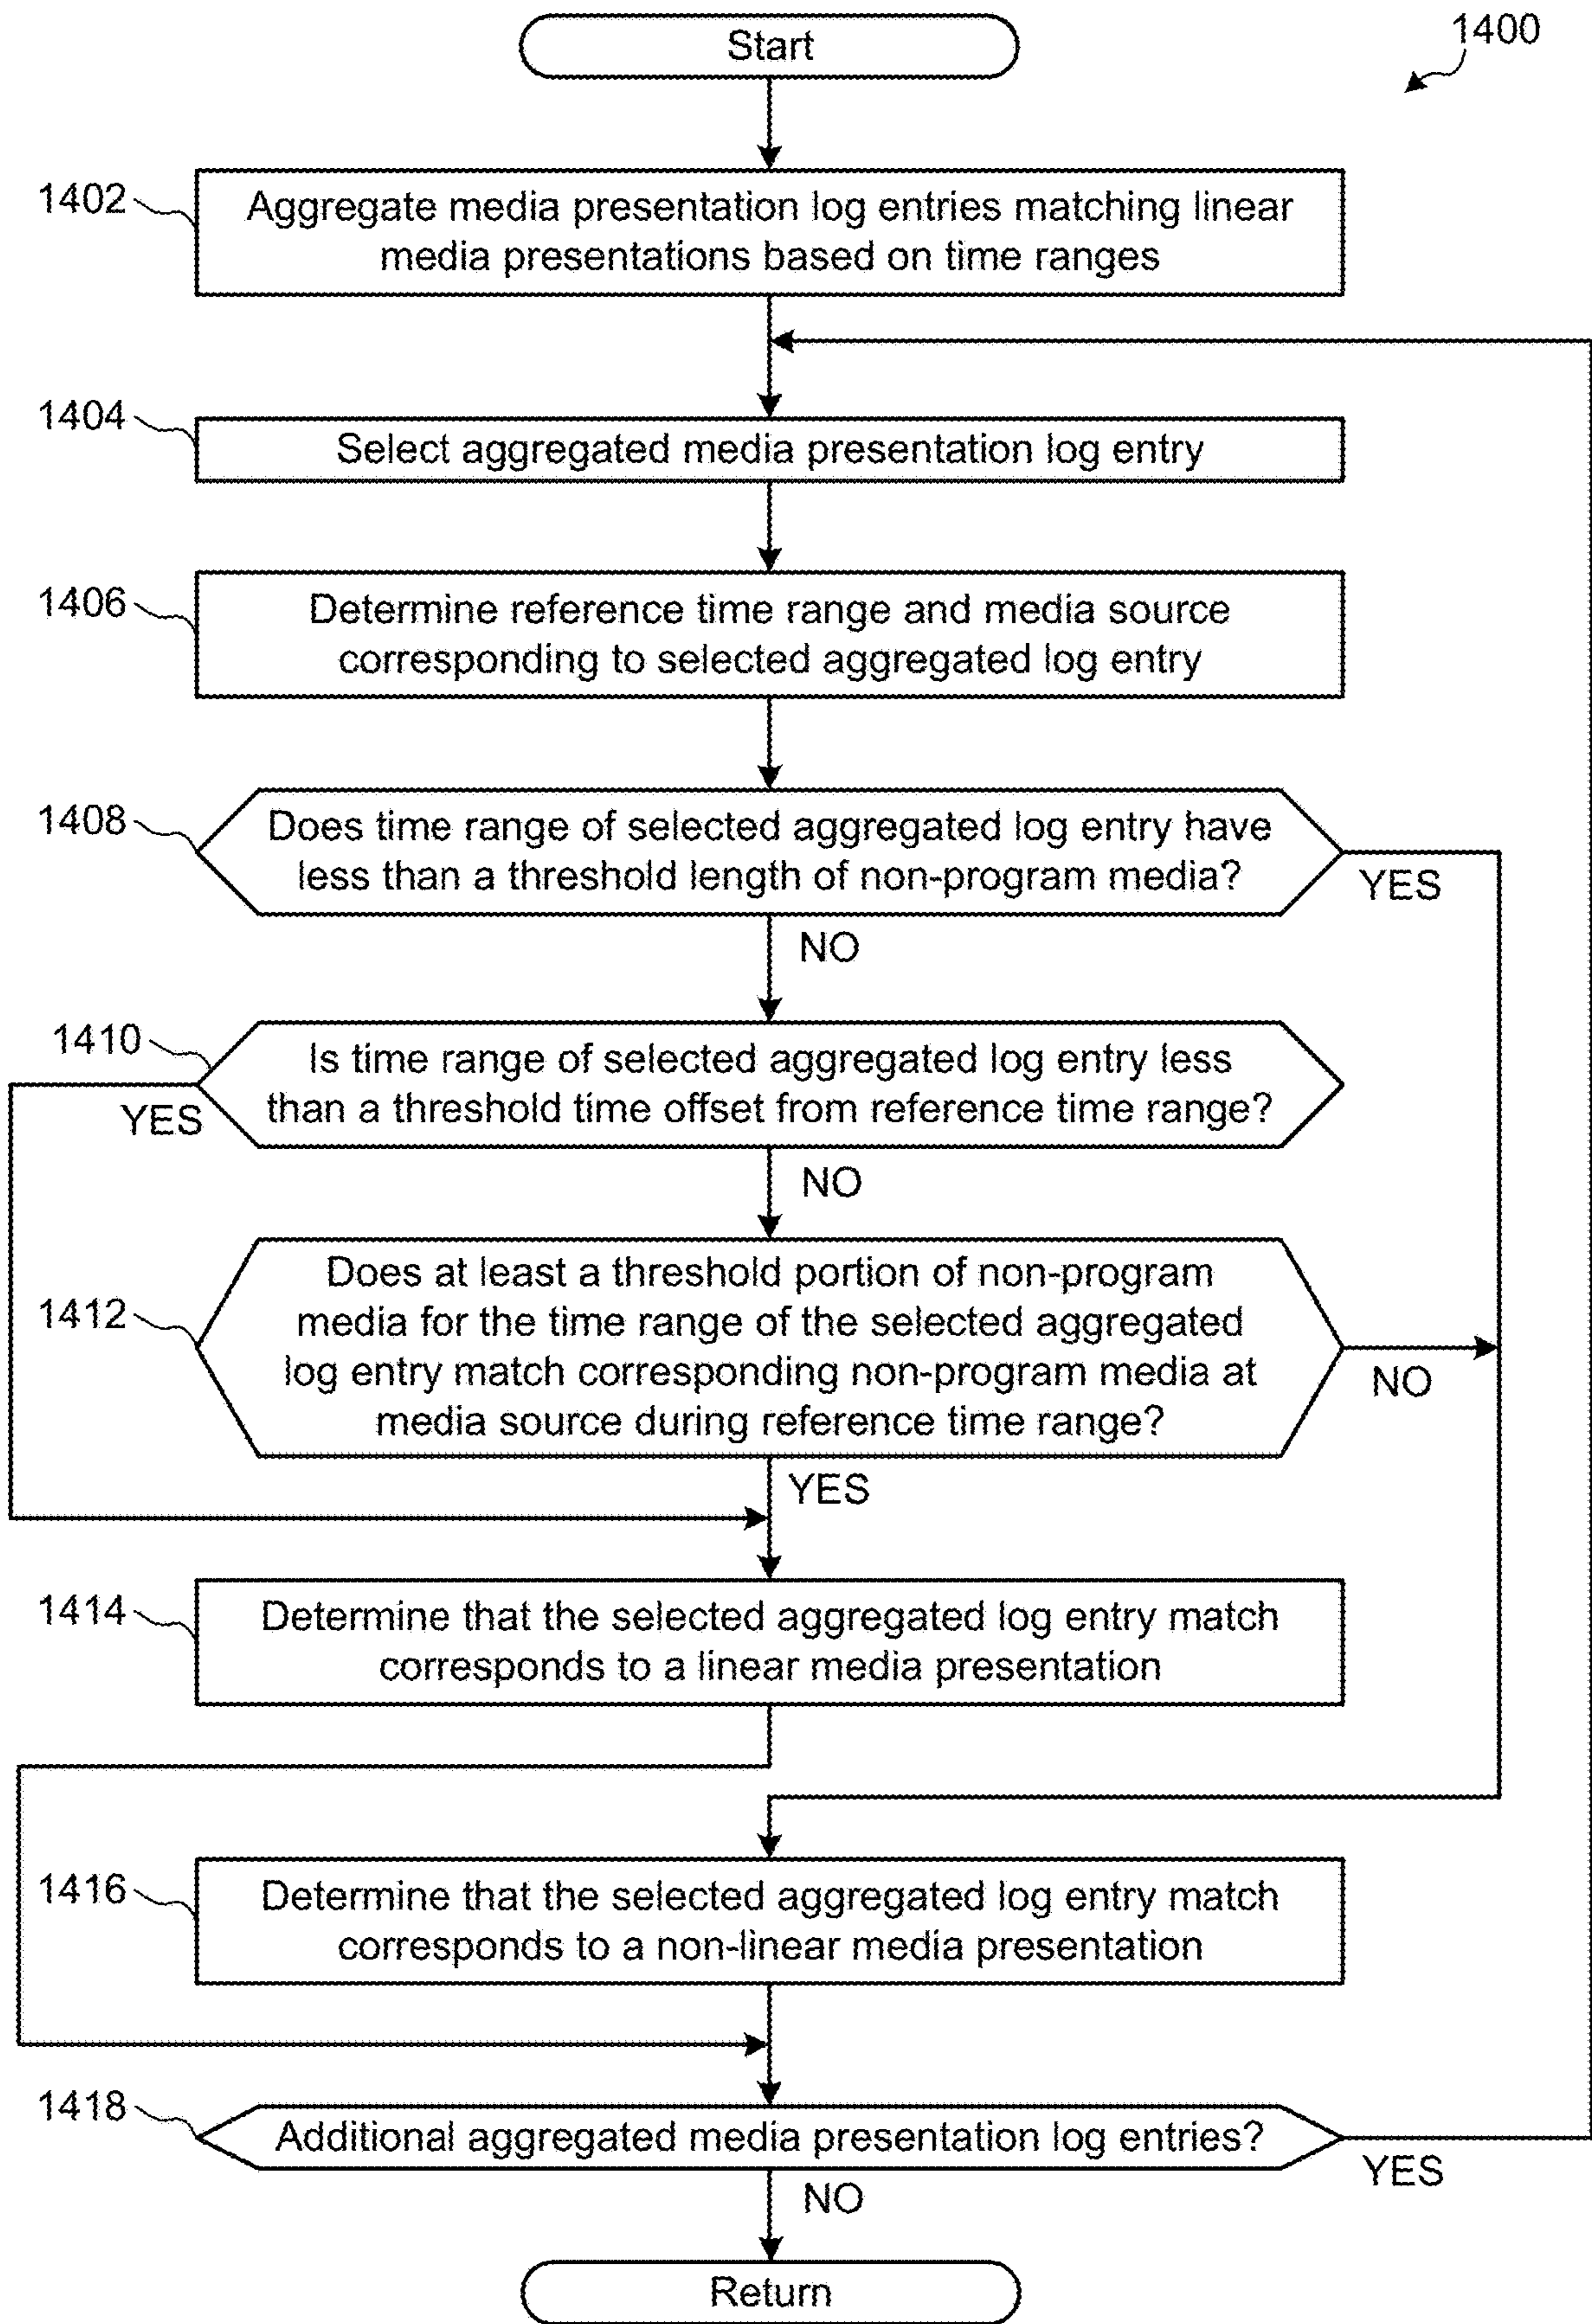 Start
1400
1402
Aggregate media presentation log entries matching linear
media presentations based on time ranges
1404
Select aggregated media presentation log entry
1406
Determine reference time range and media source
corresponding to selected aggregated log entry
1408
Does time range of selected aggregated log entry have
less than a threshold length of non-program media?
YES
NO
1410
Is time range of selected aggregated log entry less
than a threshold time offset from reference time range?
YES
NO
1412
Does at least a threshold portion of non-program
media for the time range of the selected aggregated
log entry match corresponding non-program media at
media source during reference time range?
NO
YES
1414
Determine that the selected aggregated log entry match
corresponds to a linear media presentation
1416
Determine that the selected aggregated log entry match
corresponds to a non-linear media presentation
1418
Additional aggregated media presentation log entries?
YES
NO
Return